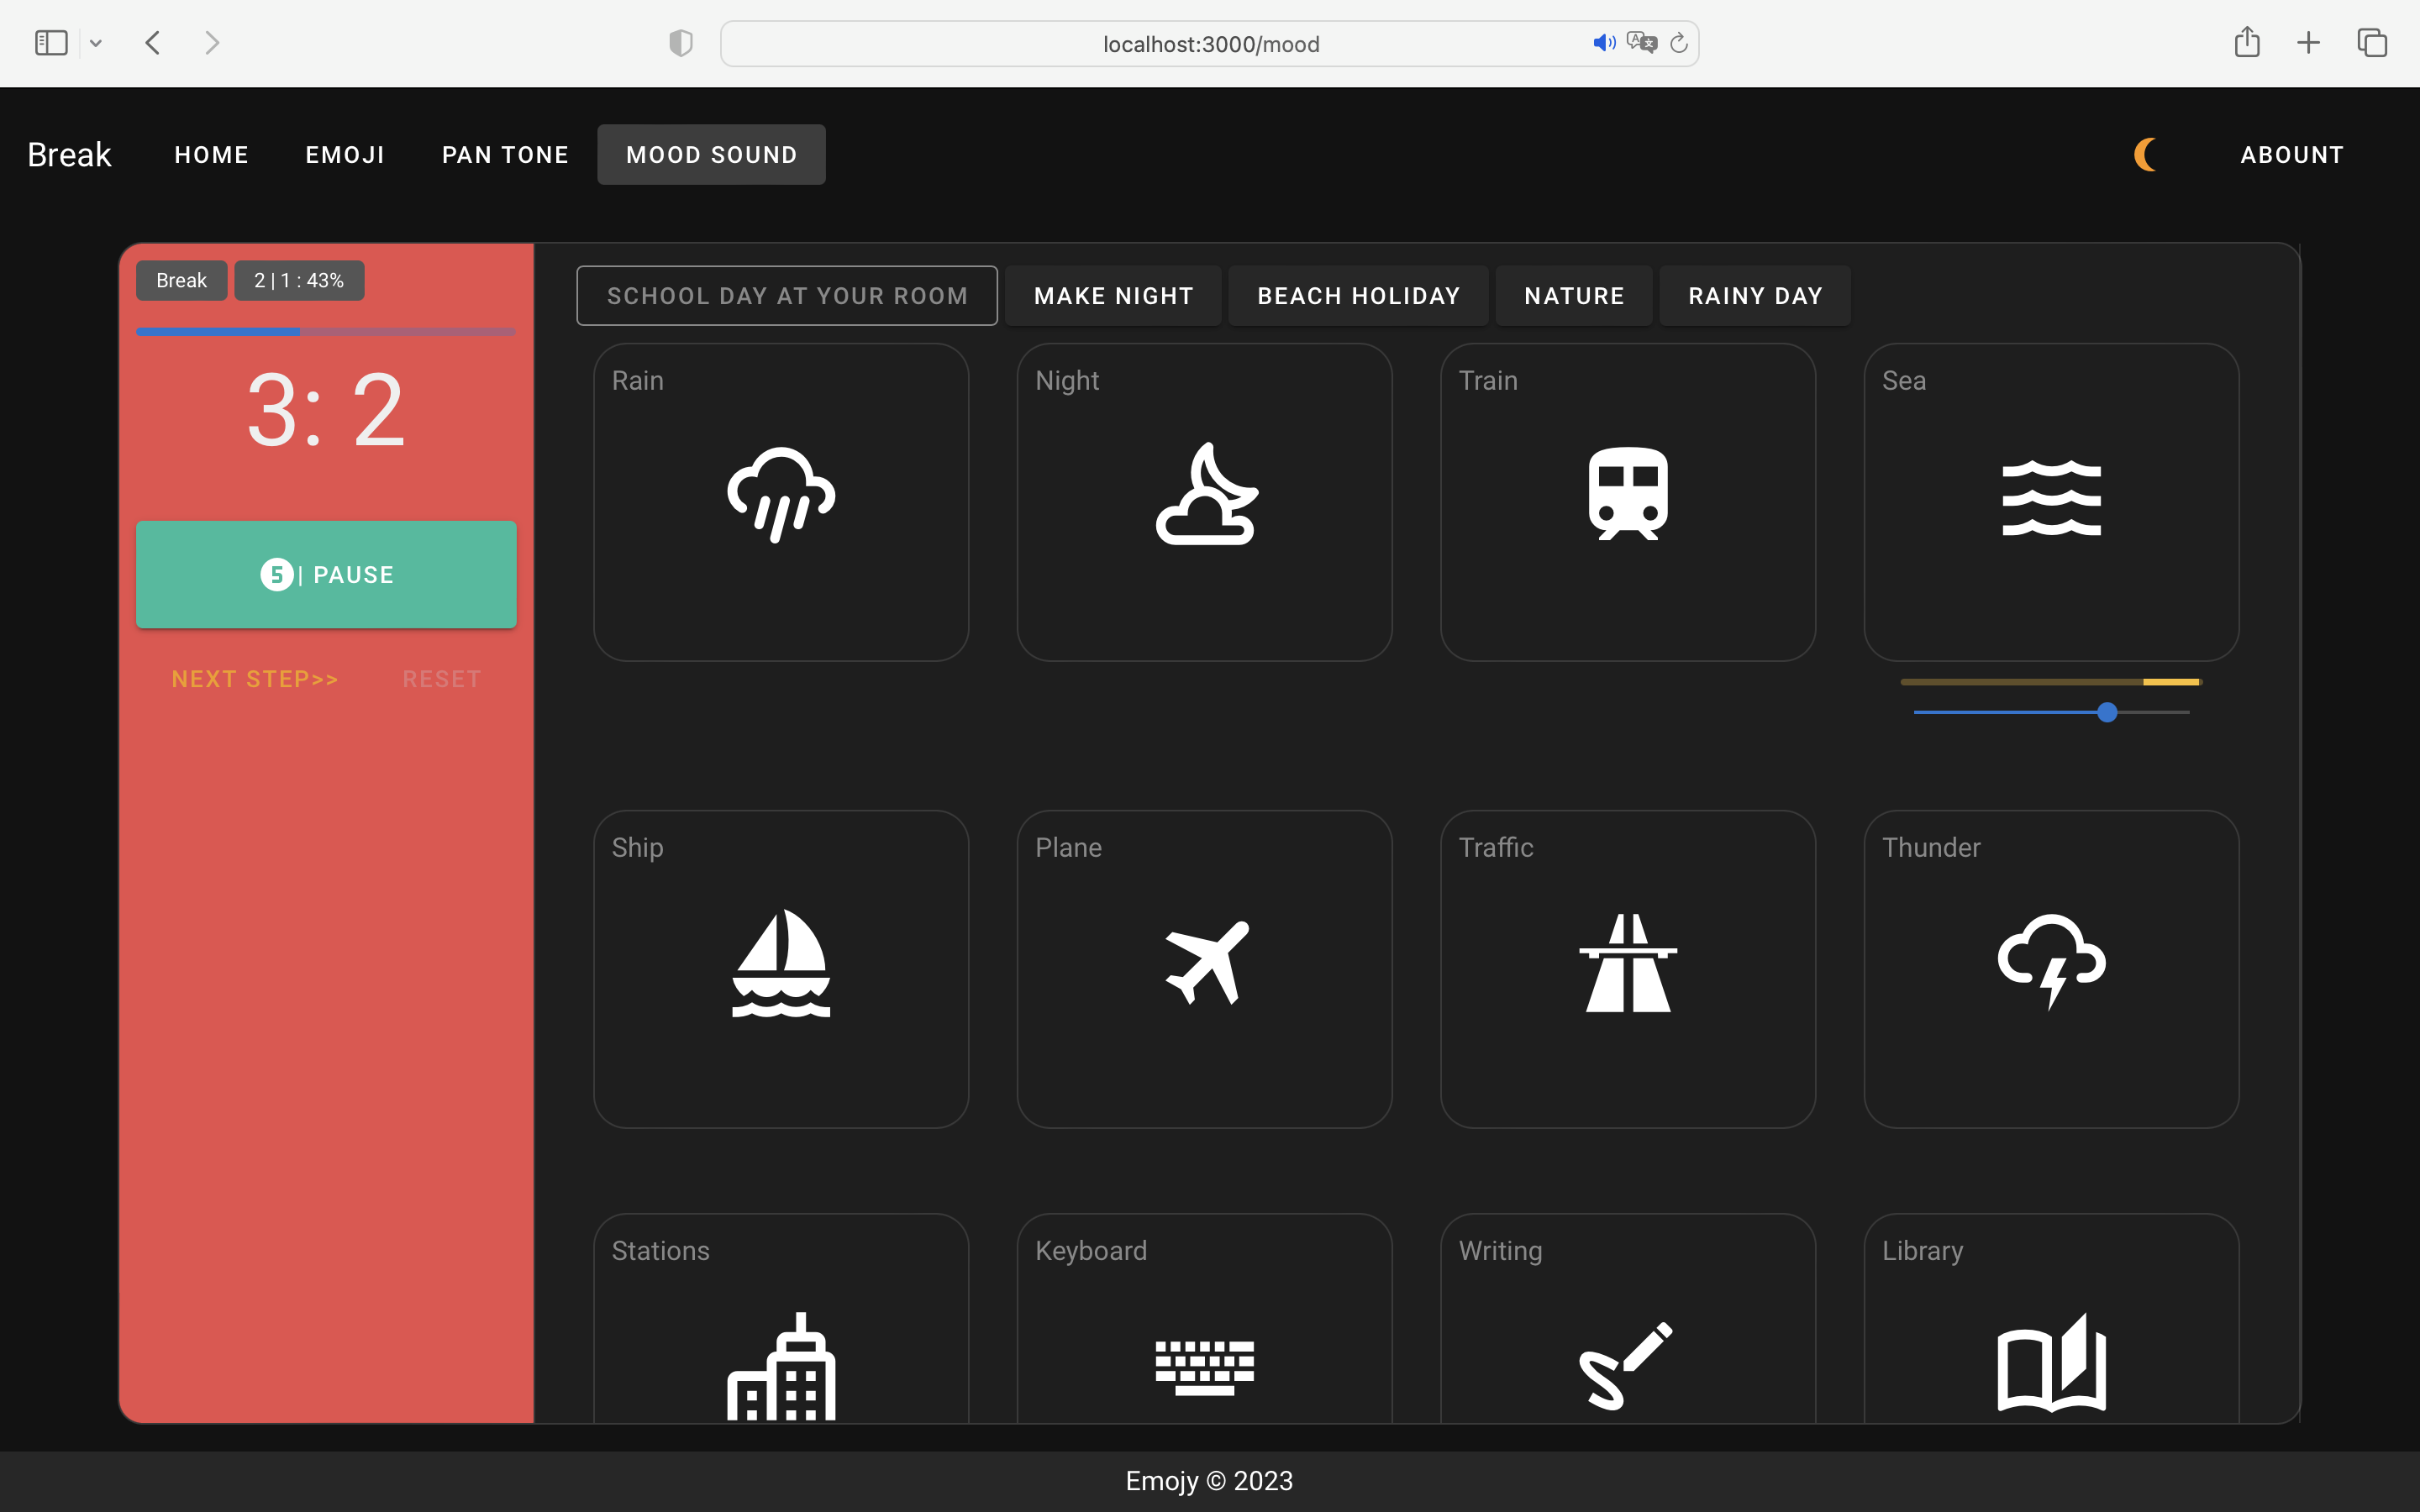 localhost:3000/mood
Break HOME EMOJI PAN TONE MOOD SOUND ABOUNT
Break 2 | 1 : 43%
3: 2
5 | PAUSE
NEXT STEP>> RESET
SCHOOL DAY AT YOUR ROOM MAKE NIGHT BEACH HOLIDAY NATURE RAINY DAY
Rain Night Train Sea
Ship Plane Traffic Thunder
Stations Keyboard Writing Library
Emojy © 2023